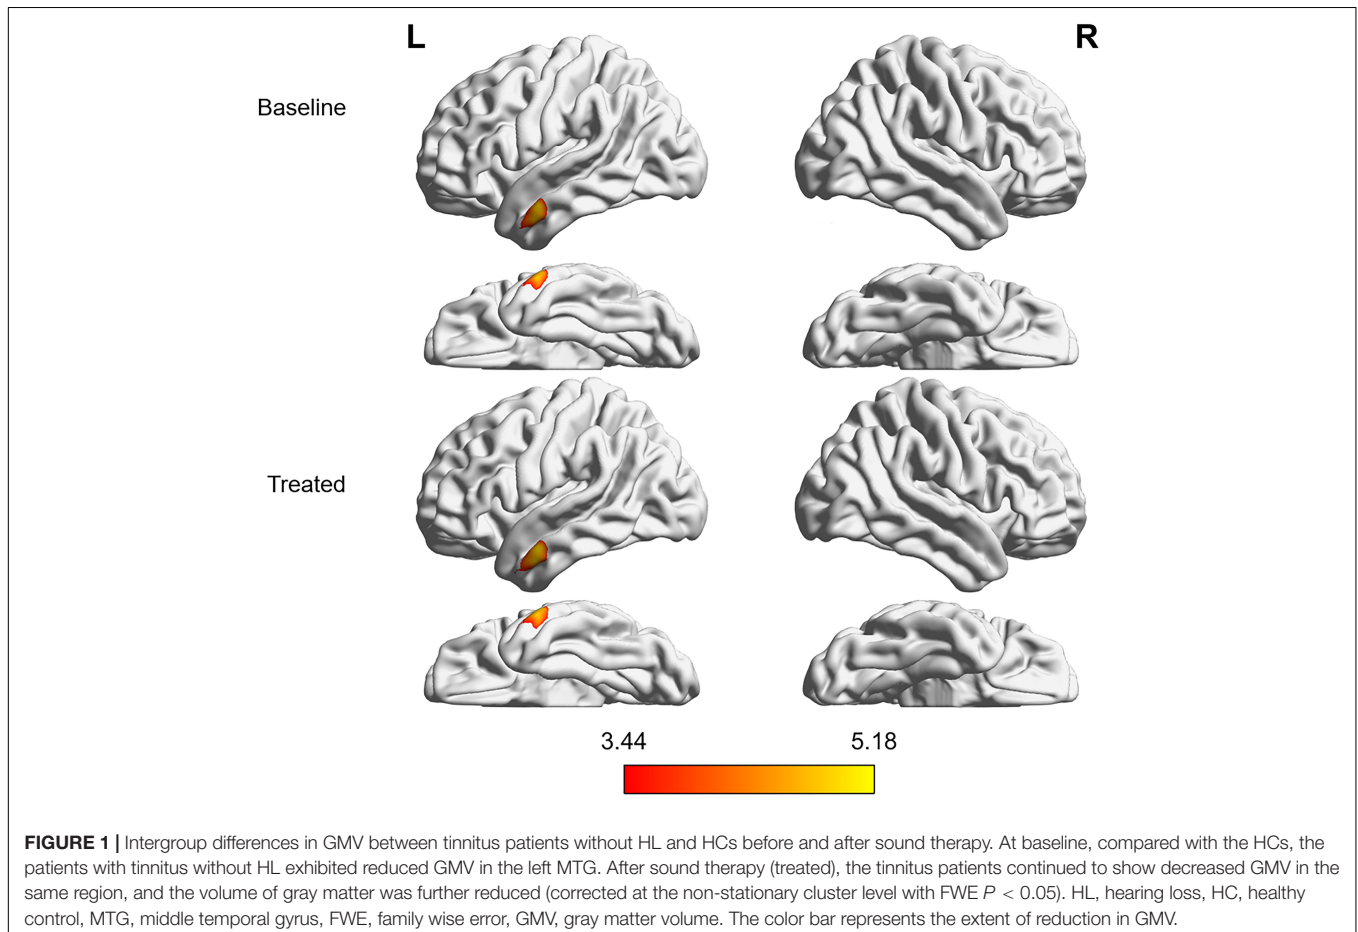 L R
Baseline
Treated
3.44 5.18
FIGURE 1 | Intergroup differences in GMV between tinnitus patients without HL and HCs before and after sound therapy. At baseline, compared with the HCs, the
patients with tinnitus without HL exhibited reduced GMV in the left MTG. After sound therapy (treated), the tinnitus patients continued to show decreased GMV in the
same region, and the volume of gray matter was further reduced (corrected at the non-stationary cluster level with FWE P < 0.05). HL, hearing loss, HC, healthy
control, MTG, middle temporal gyrus, FWE, family wise error, GMV, gray matter volume. The color bar represents the extent of reduction in GMV.